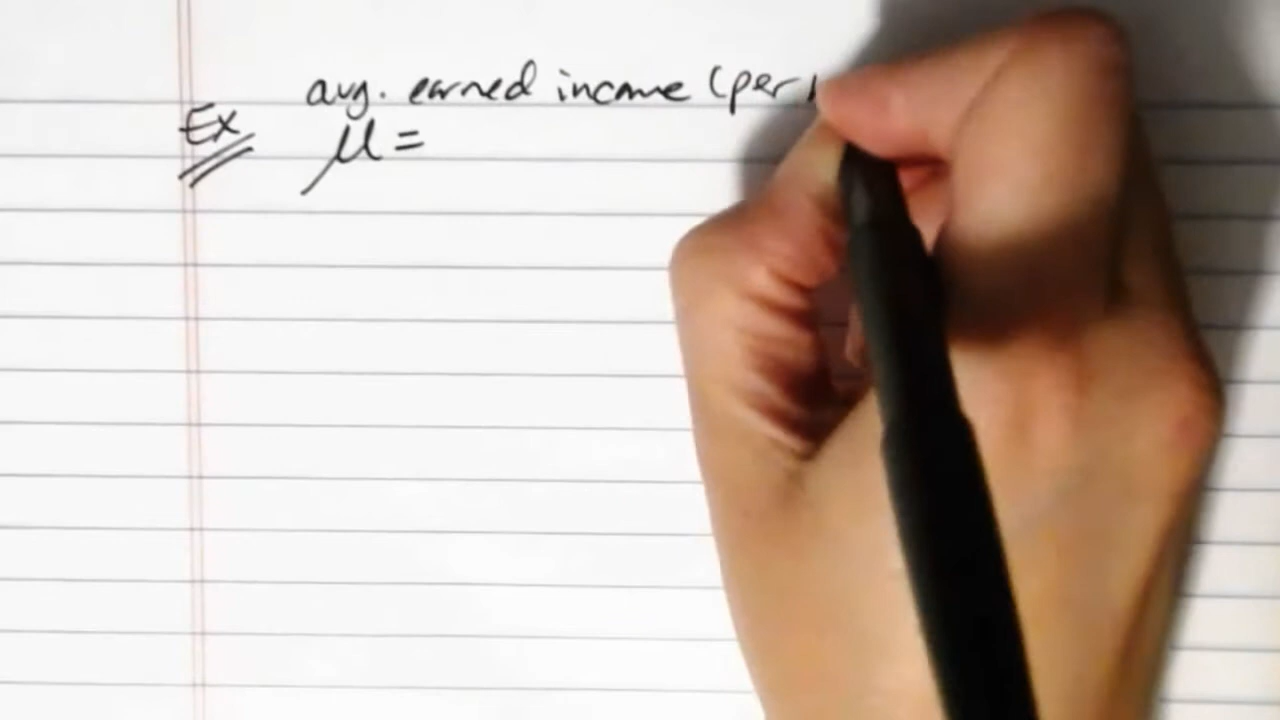 avg. earned income (per
Ex
μ =